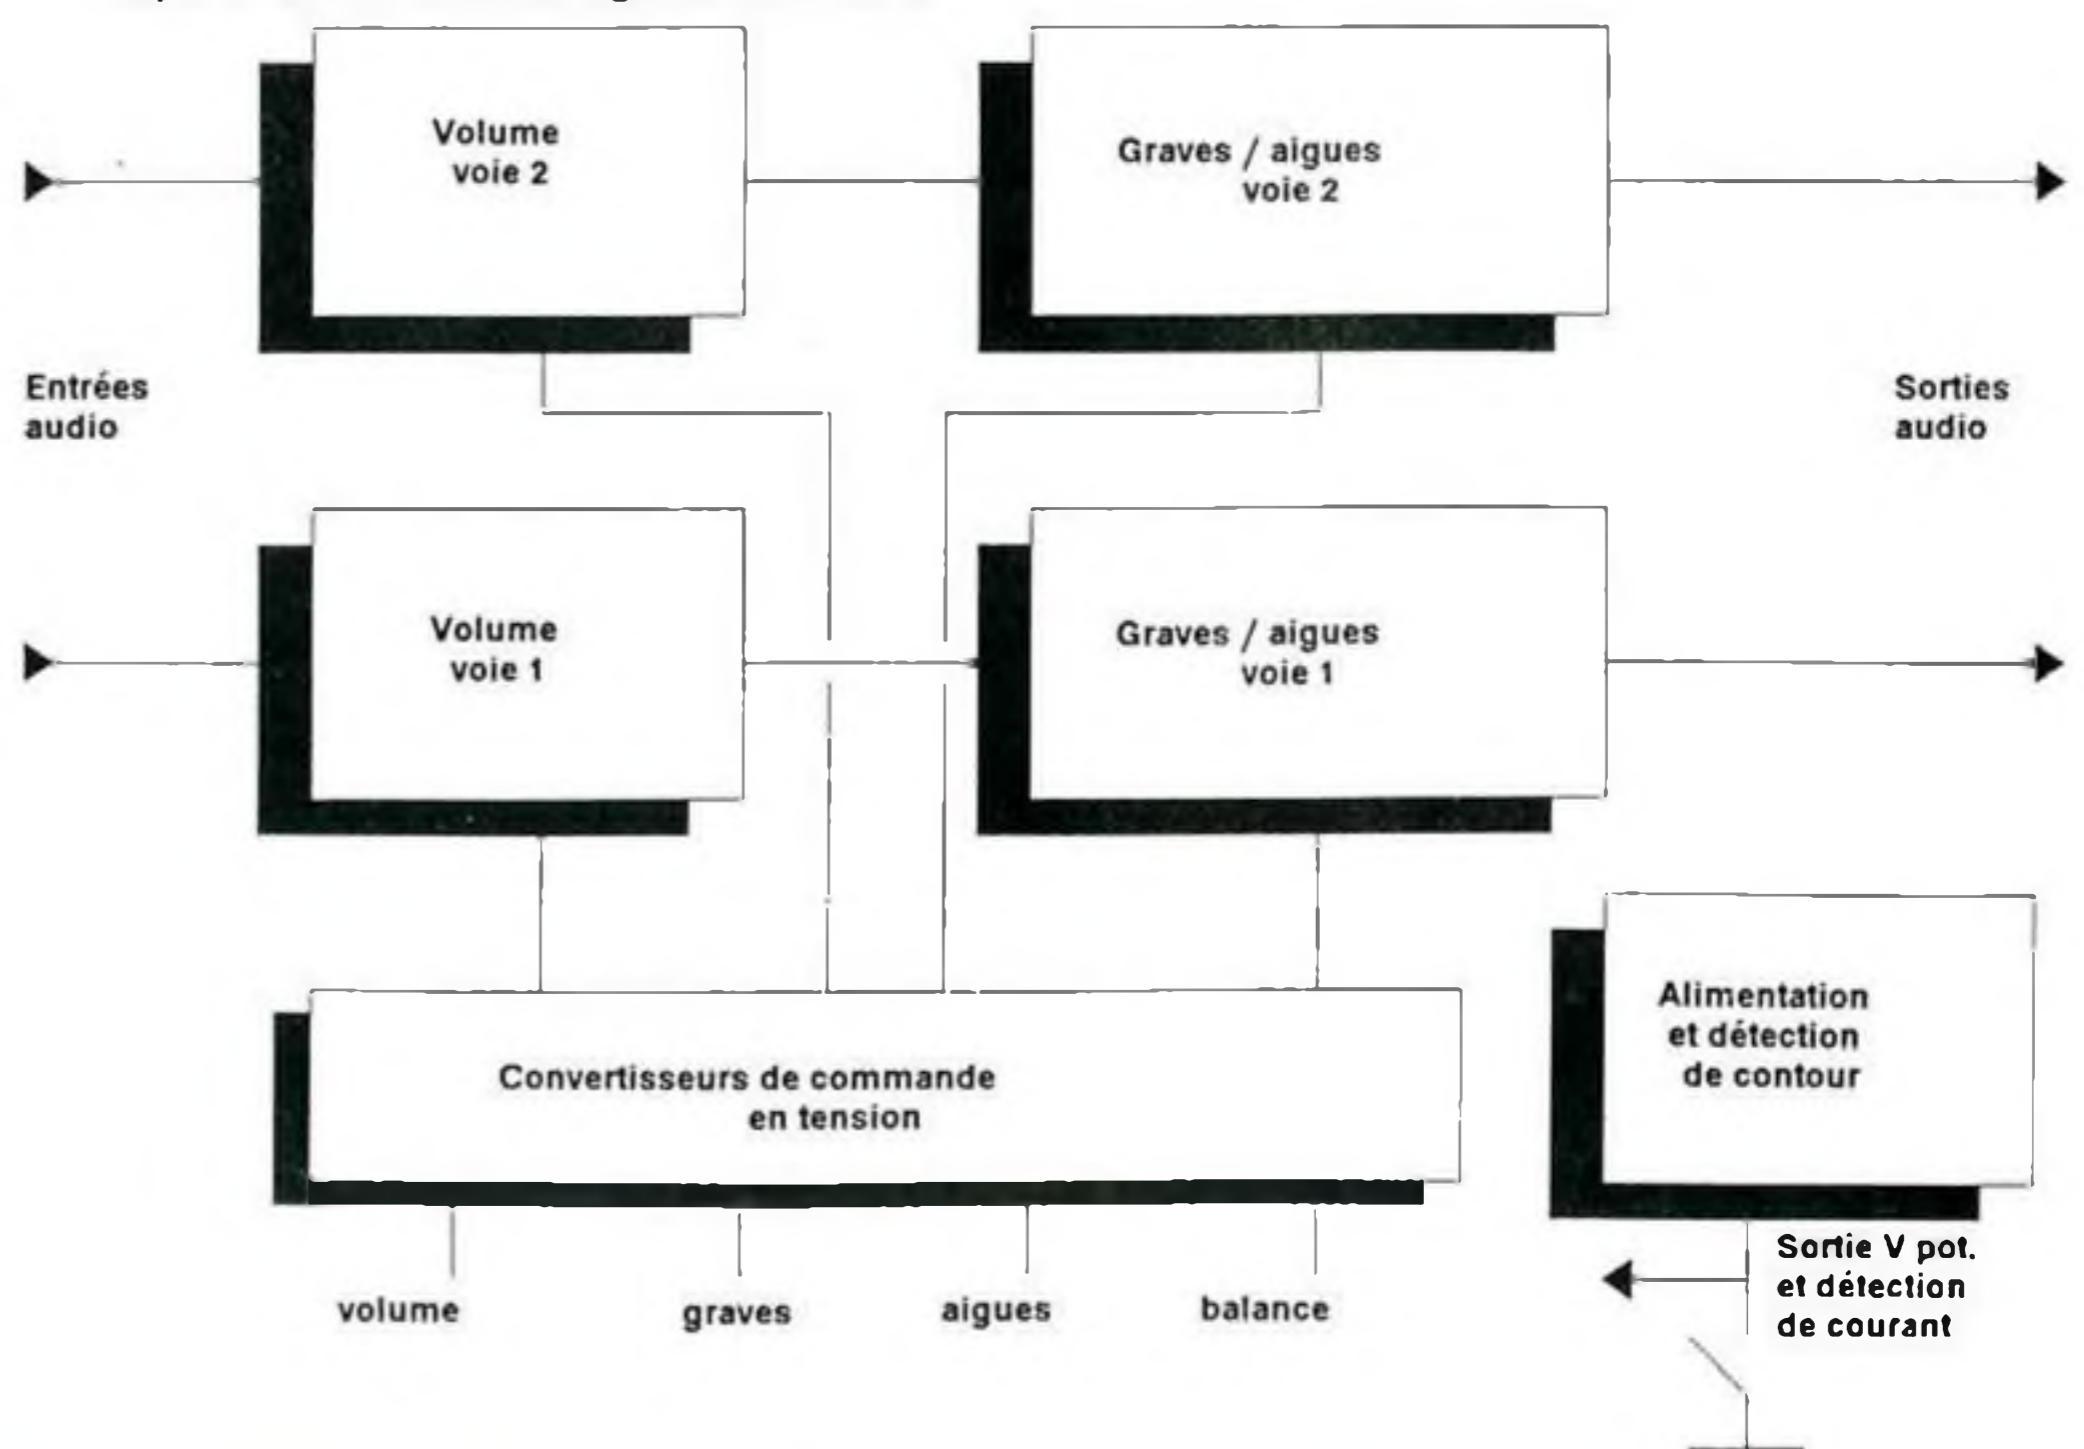 Volume
voie 2
Graves / aigues
voie 2
Entrées
audio
Sorties
audio
Volume
voie 1
Graves / aigues
voie 1
Alimentation
et détection
de contour
Convertisseurs de commande
en tension
Sortie V pot.
et détection
de courant
volume
graves
aigues
balance